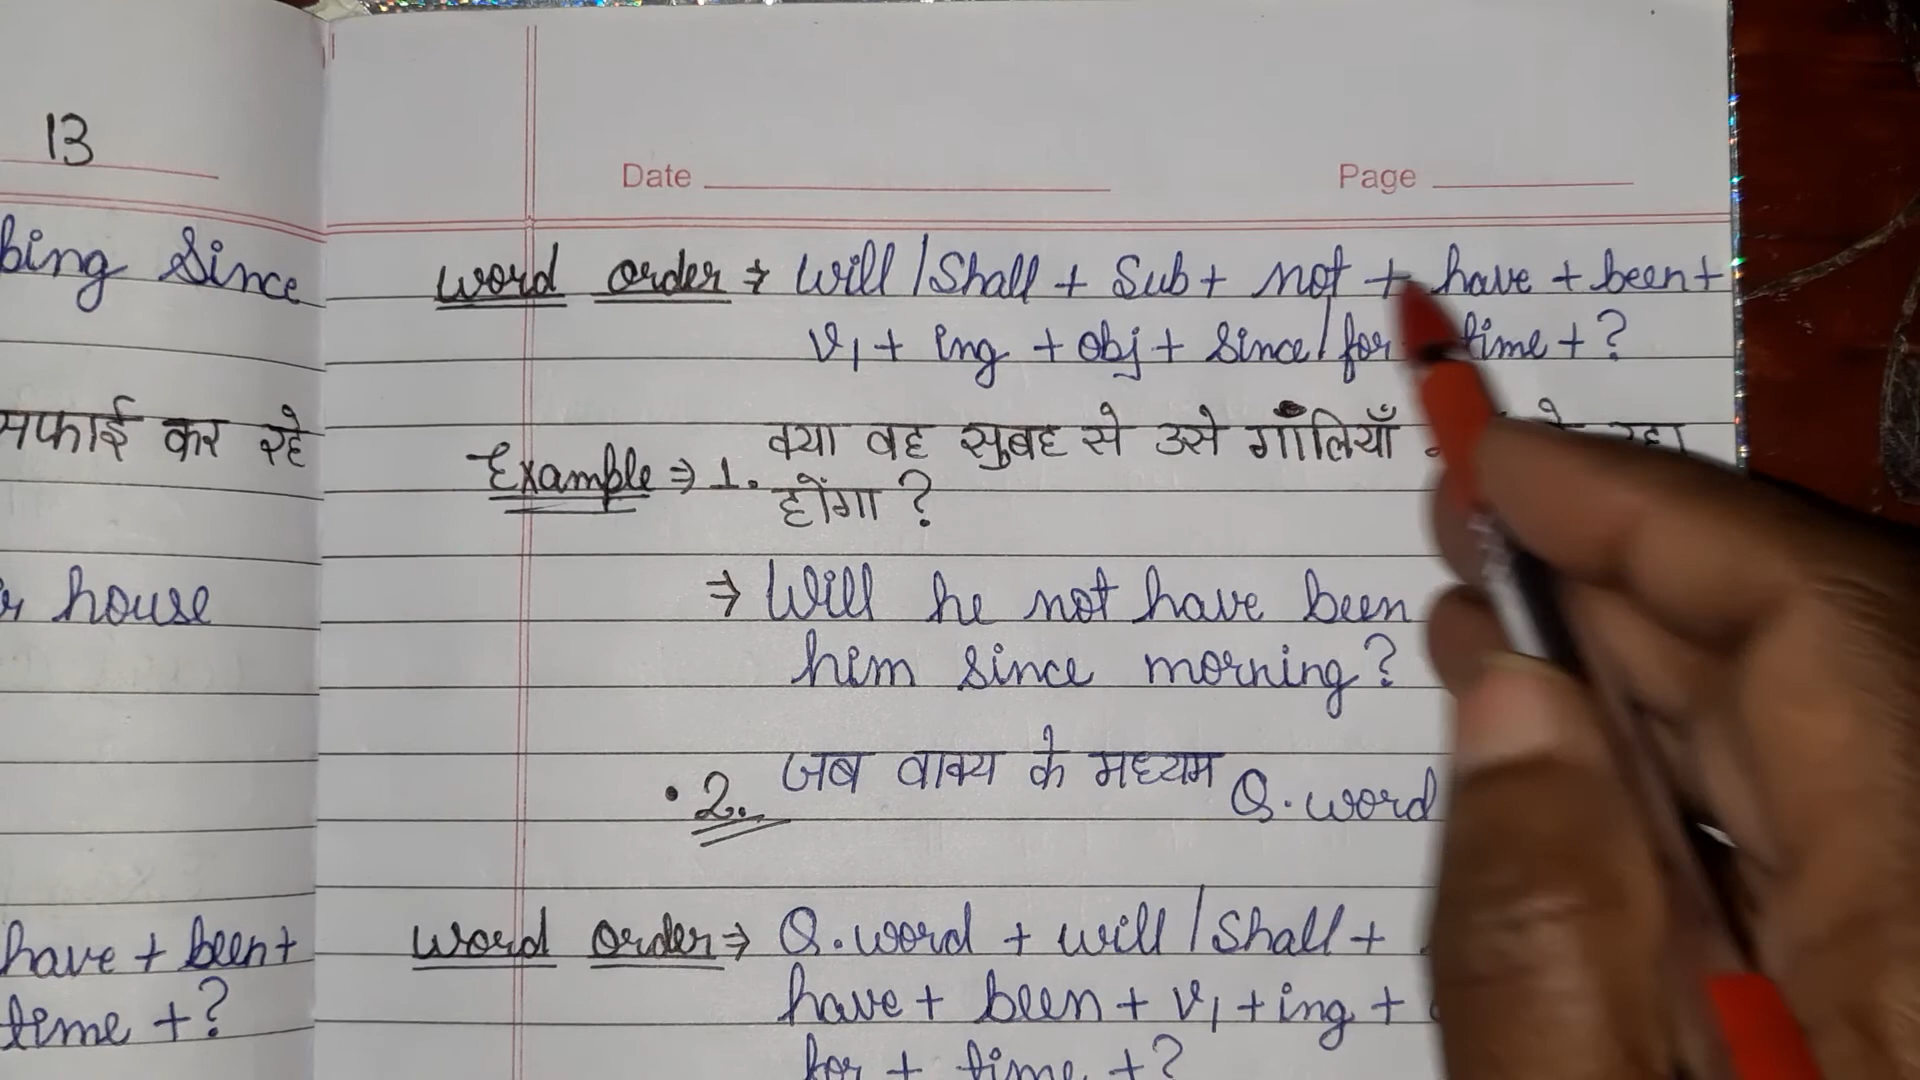 13
bing Since
सफाई कर रहे
house
have + been +
time + ?
Date
Page
word order ⇒ Will / Shall + Sub + not + have + been +
v1 + ing + obj + Since / for time + ?
Example ⇒ 1. क्या वह सुबह से उसे गाँलियाँ रहा
होंगा ?
⇒ Will he not have been
him since morning ?
• 2. जब वाक्य के मध्यम Q. word
word order ⇒ Q. word + will / Shall +
have + been + v1 + ing +
for + time + ?